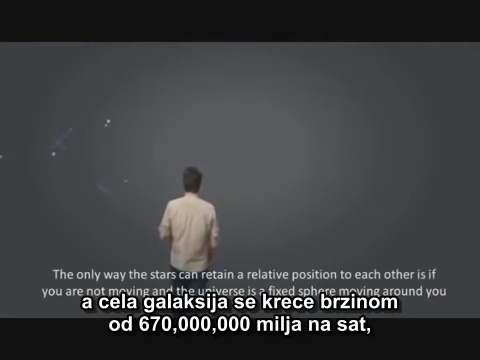 The only way the stars can retain a relative position to each other is if
you are not moving and the universe is a fixed sphere moving around you
a cela galaksija se krece brzinom
od 670,000,000 milja na sat,